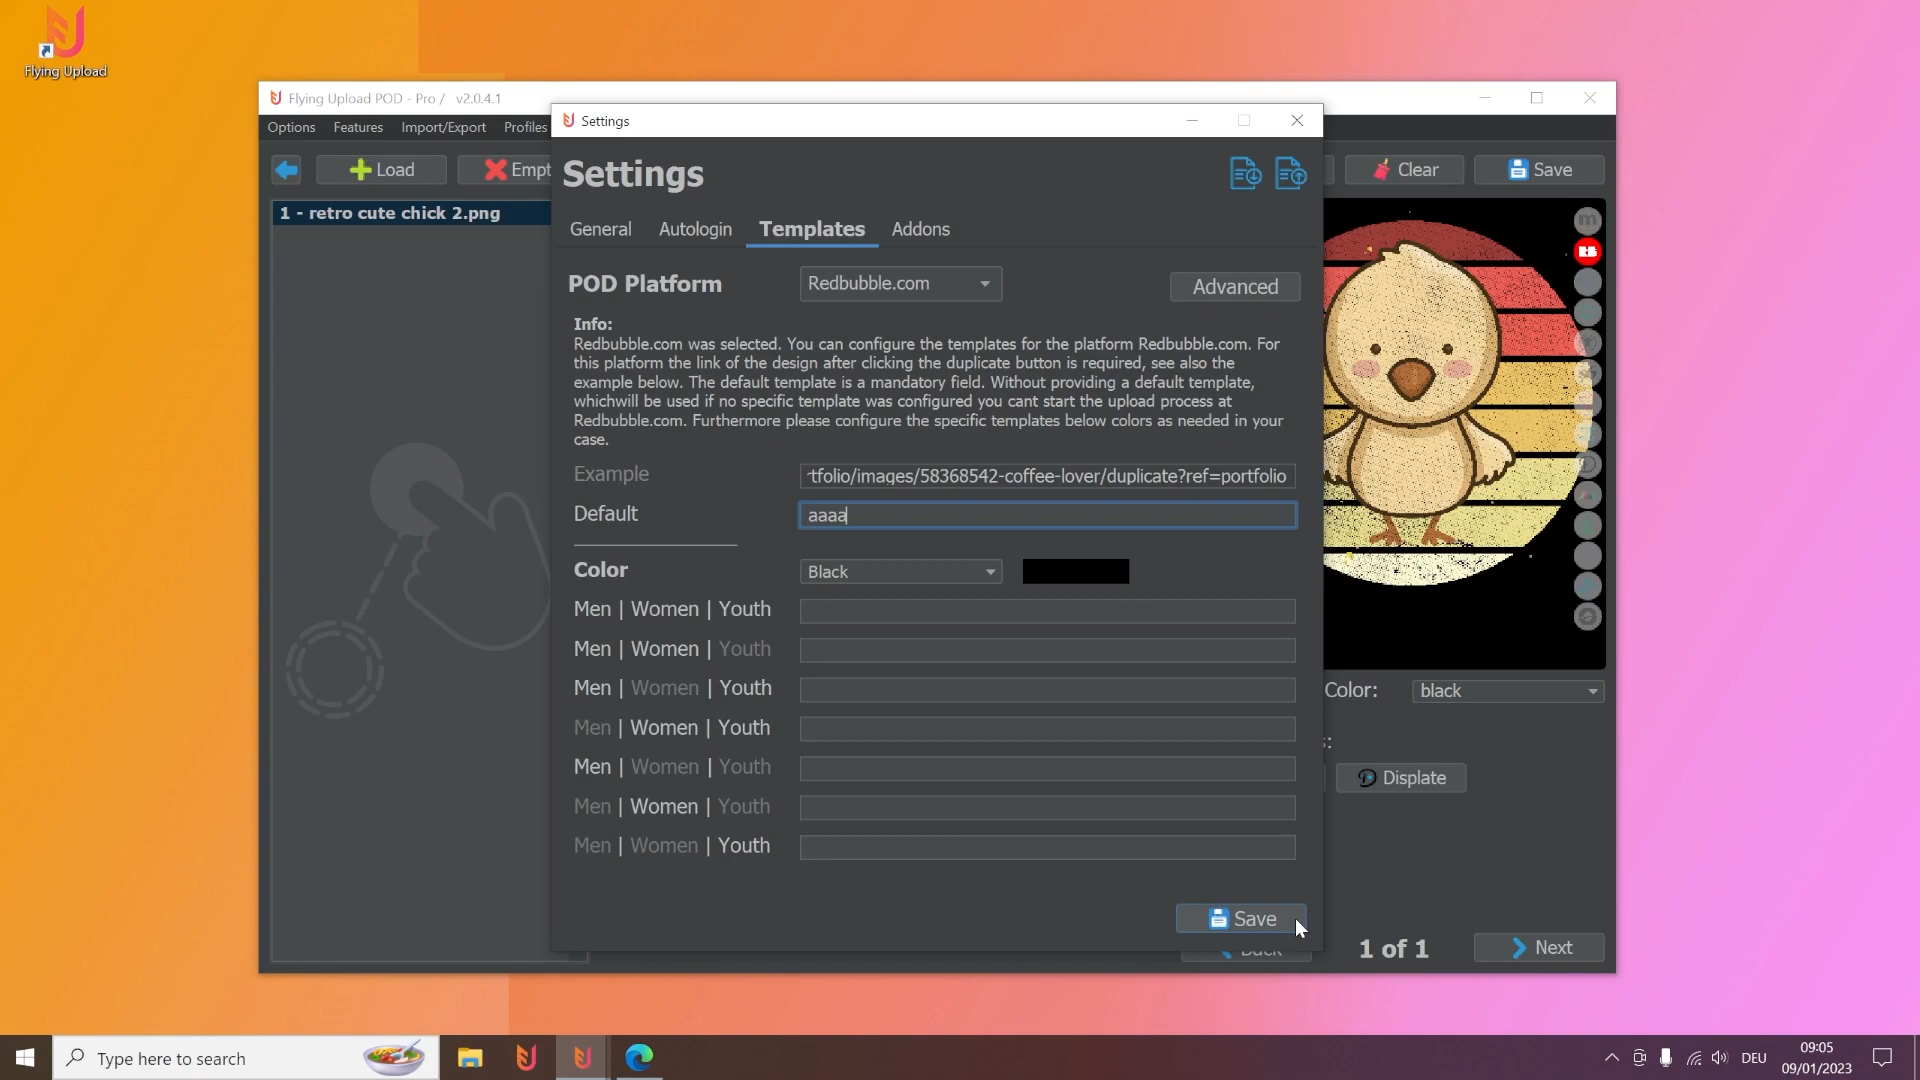 Flying Upload
Flying Upload POD - Pro / v2.0.4.1
Options Features Import/Export Profiles
Load
Empt
Clear
Save
1 - retro cute chick 2.png
Settings
Settings
General Autologin Templates Addons
POD Platform Redbubble.com Advanced
Info:
Redbubble.com was selected. You can configure the templates for the platform Redbubble.com. For
this platform the link of the design after clicking the duplicate button is required, see also the
example below. The default template is a mandatory field. Without providing a default template,
whichwill be used if no specific template was configured you cant start the upload process at
Redbubble.com. Furthermore please configure the specific templates below colors as needed in your
case.
Example tfolio/images/58368542-coffee-lover/duplicate?ref=portfolio
Default aaaa
Color Black
Men | Women | Youth
Men | Women | Youth
Men | Women | Youth
Men | Women | Youth
Men | Women | Youth
Men | Women | Youth
Men | Women | Youth
Save
Color: black
Displate
Back
1 of 1
Next
Type here to search
DEU
09:05
09/01/2023